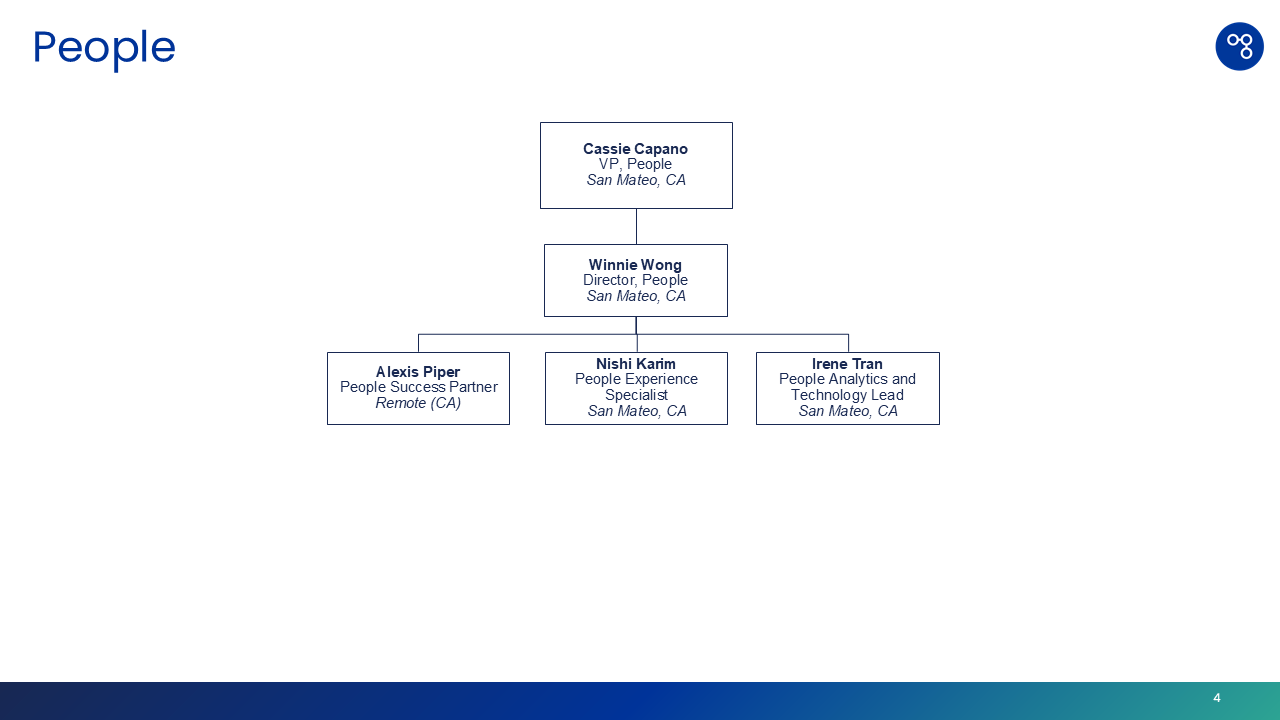 People
Cassie Capano
VP, People
San Mateo, CA
Winnie Wong
Director, People
San Mateo, CA
Alexis Piper
People Success Partner
Remote (CA)
Nishi Karim
People Experience
Specialist
San Mateo, CA
Irene Tran
People Analytics and
Technology Lead
San Mateo, CA
4